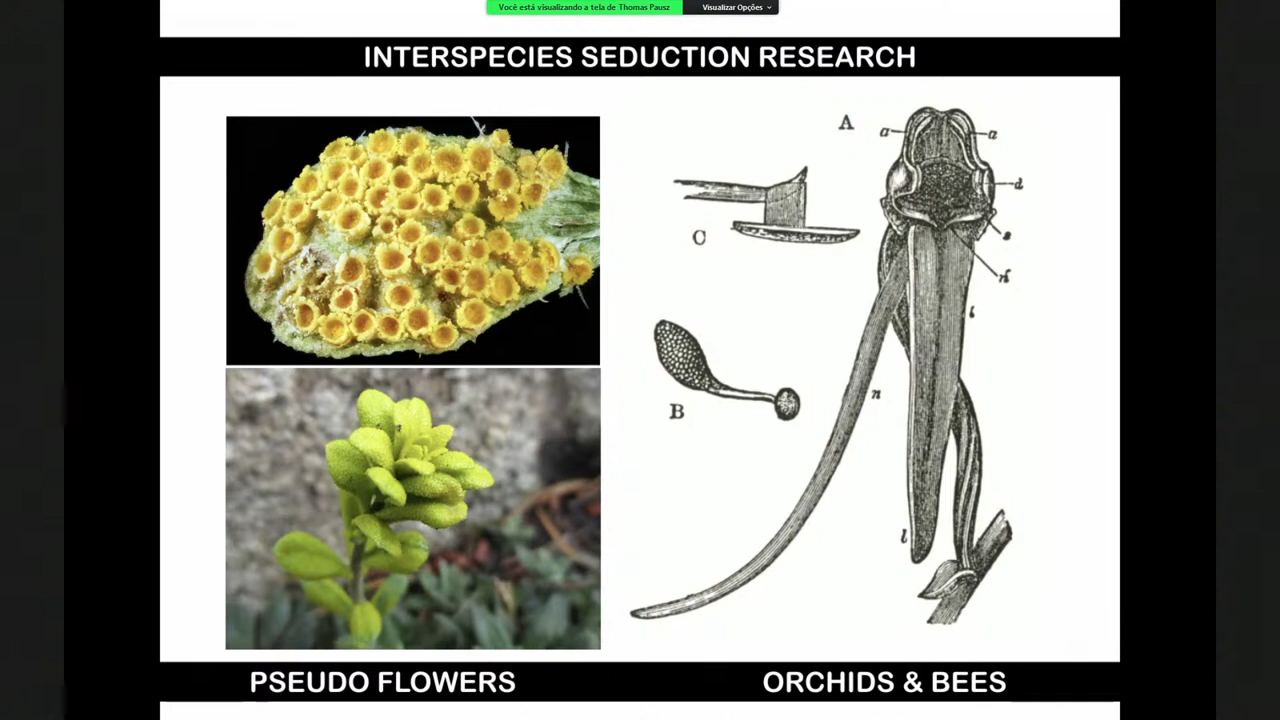 Você está visualizando a tela de Thomas Pausz
Visualizar Opções
INTERSPECIES SEDUCTION RESEARCH
A
a
a
d
C
s
n
l
B
l
PSEUDO FLOWERS
ORCHIDS & BEES